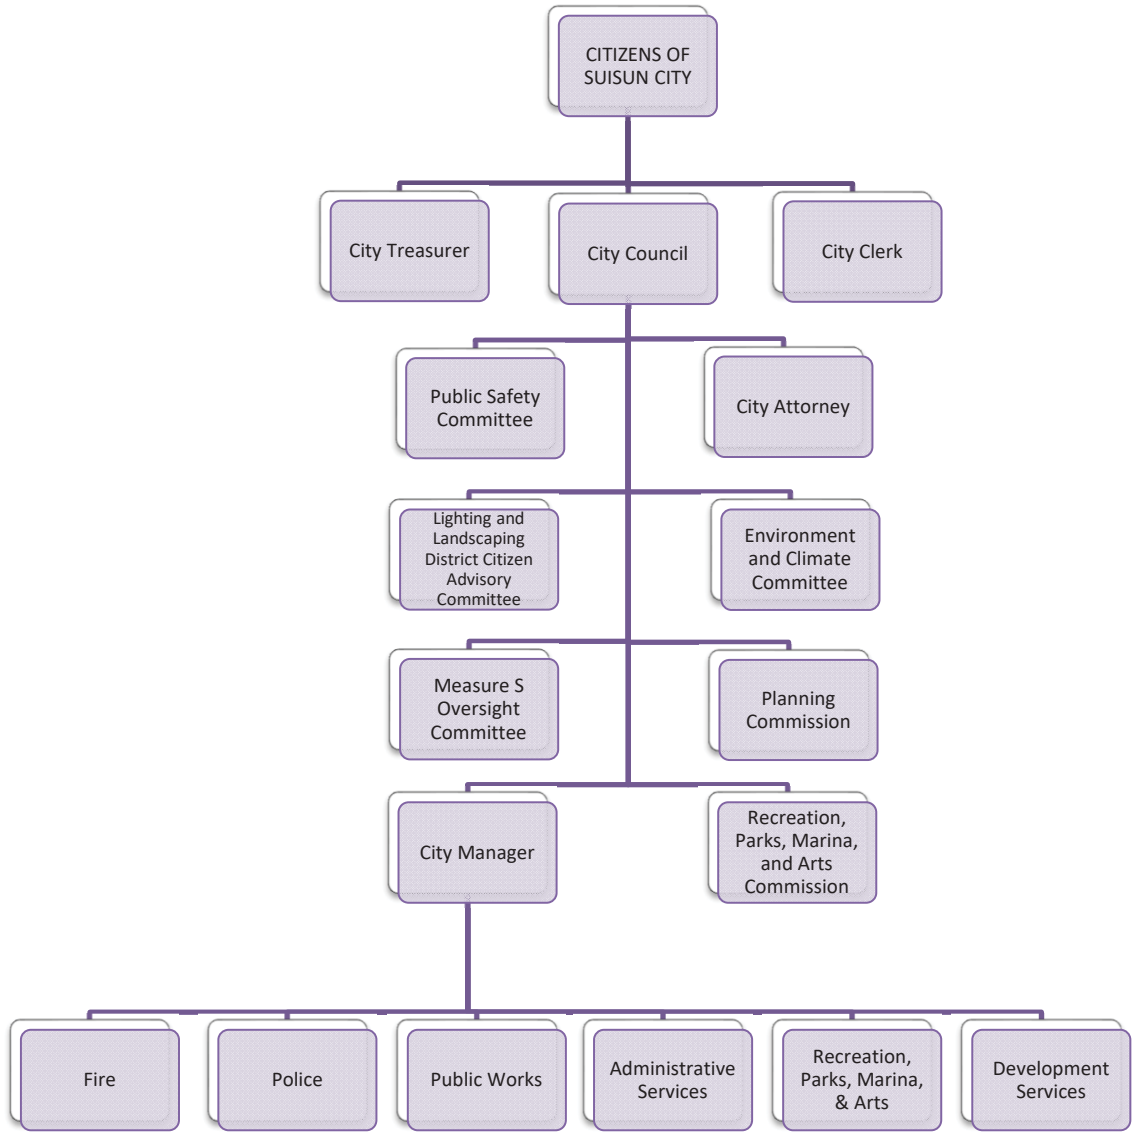 CITIZENS OF
SUISUN CITY
City Treasurer
City Council
City Clerk
Public Safety
Committee
City Attorney
Lighting and
Landscaping
District Citizen
Advisory
Committee
Environment
and Climate
Committee
Measure S
Oversight
Committee
Planning
Commission
City Manager
Recreation,
Parks, Marina,
and Arts
Commission
Fire
Police
Public Works
Administrative
Services
Recreation,
Parks, Marina,
& Arts
Development
Services